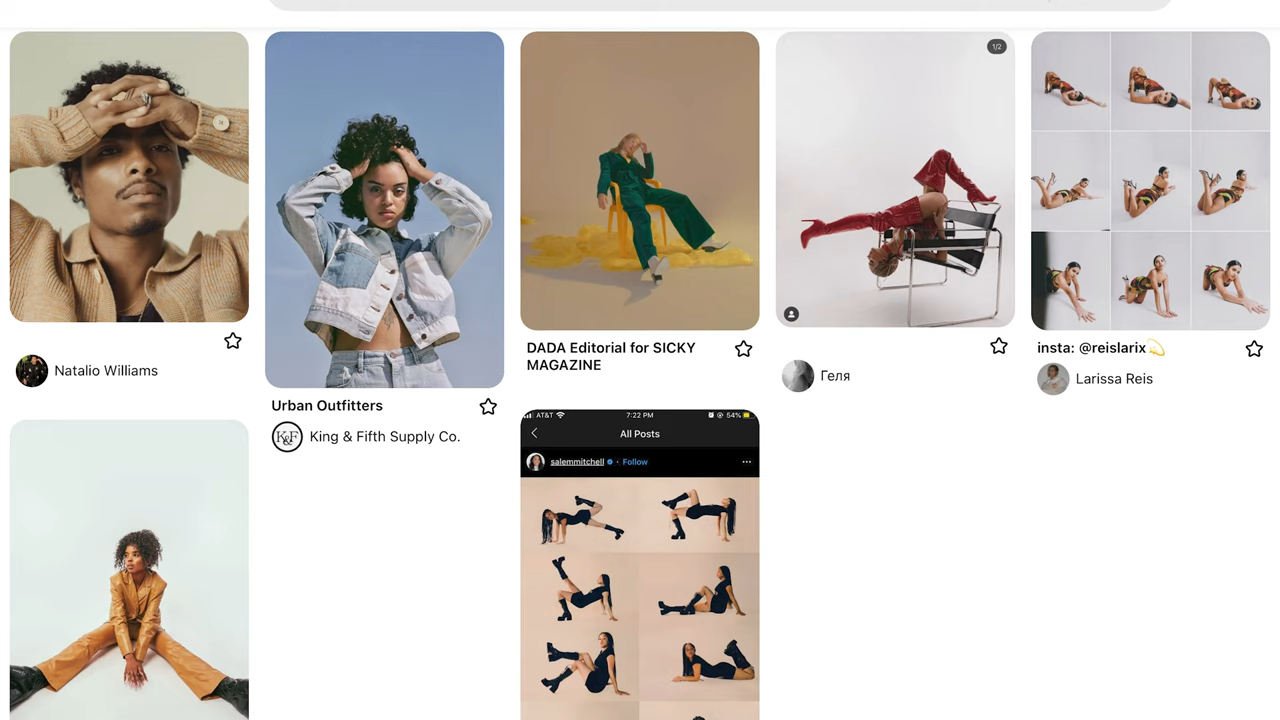 1/2
Natalio Williams
Urban Outfitters
K&F
King & Fifth Supply Co.
DADA Editorial for SICKY
MAGAZINE
Геля
insta: @reislarix💫
Larissa Reis
AT&T 7:22 PM 54%
All Posts
salemmitchell · Follow